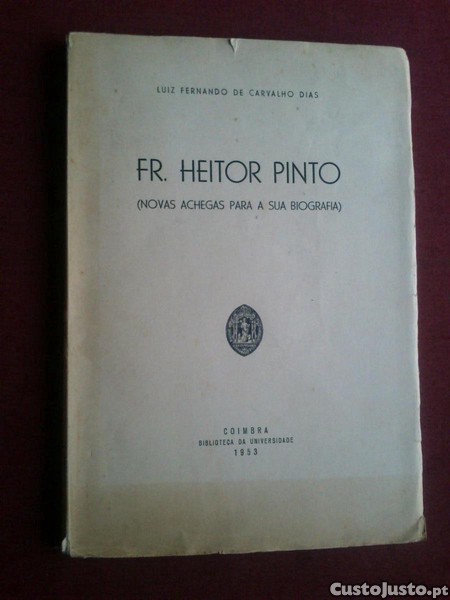 LUIZ FERNANDO DE CARVALHO DIAS
FR. HEITOR PINTO
(NOVAS ACHEGAS PARA A SUA BIOGRAFIA)
COIMBRA
BIBLIOTECA DA UNIVERSIDADE
1953
CustoJusto.pt